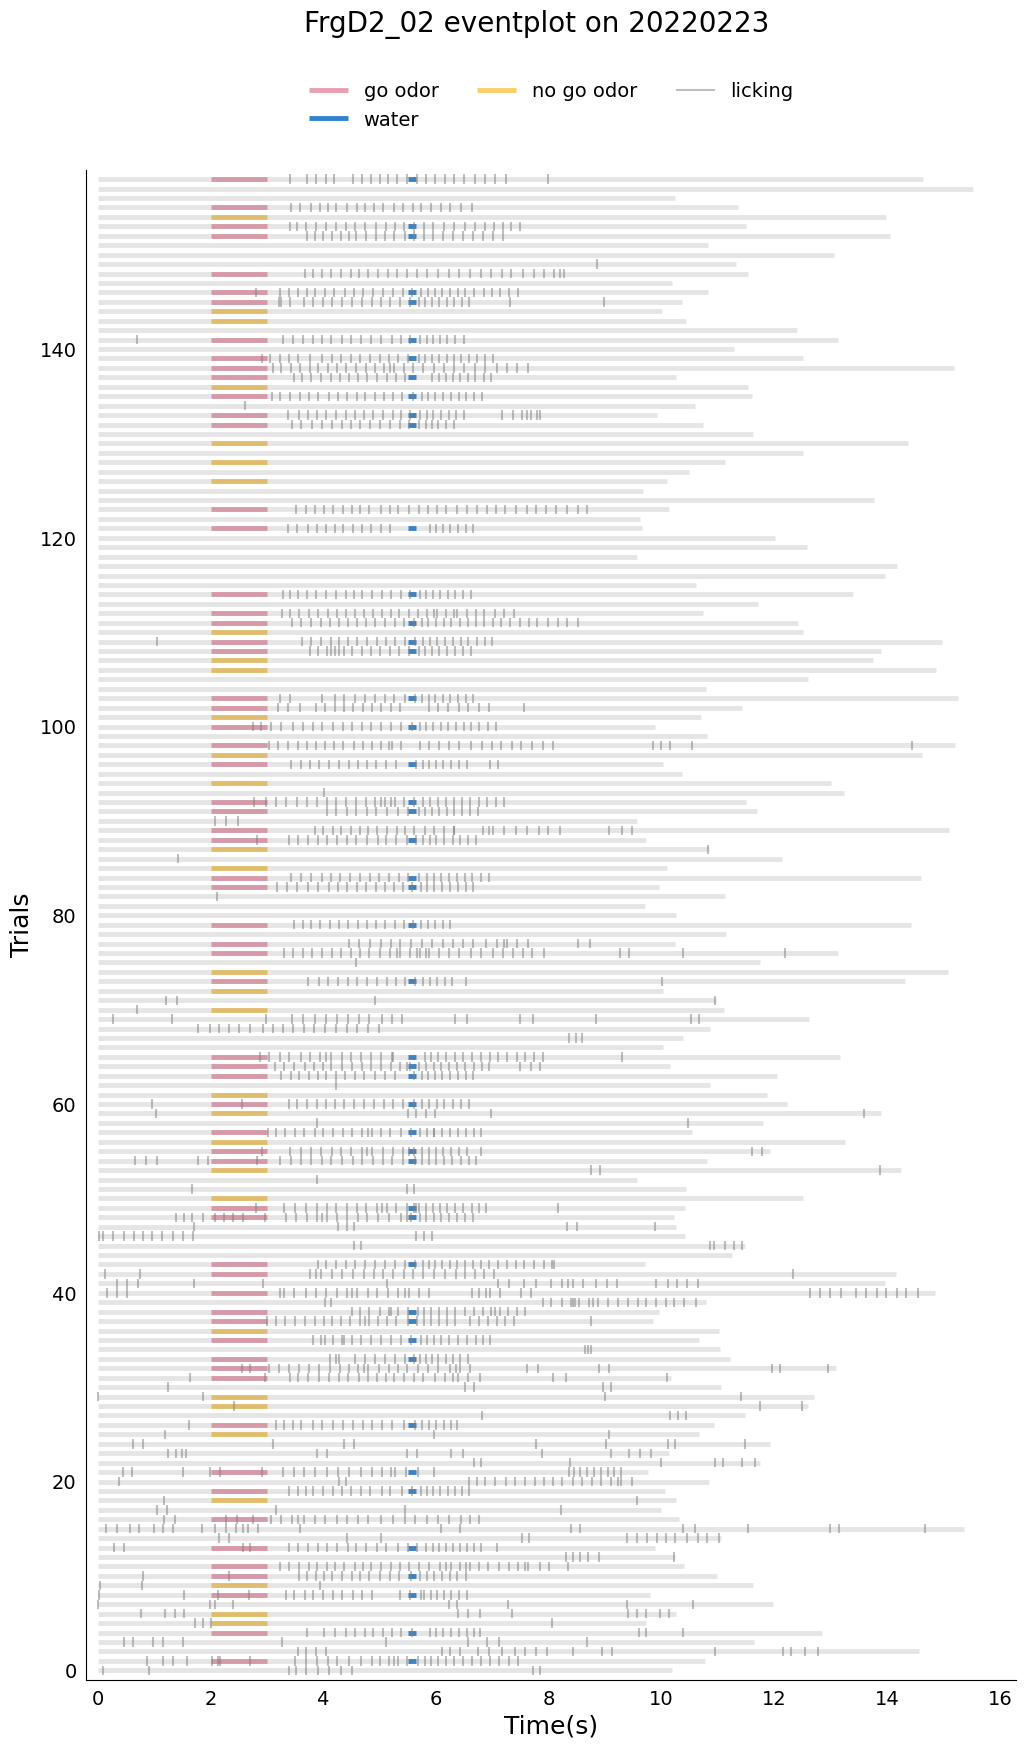 FrgD2_02 eventplot on 20220223
go odor
no go odor
licking
water
Trials
140
120
100
80
60
40
20
0
0 2 4 6 8 10 12 14 16
Time(s)